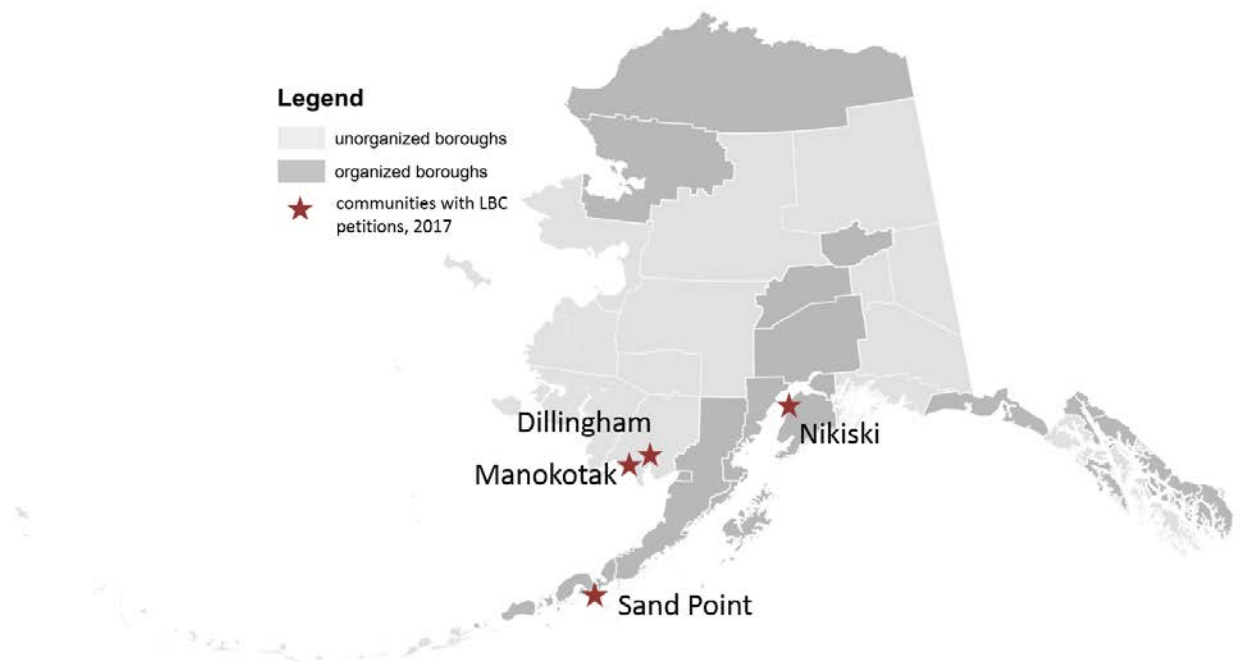 Legend
unorganized boroughs
organized boroughs
communities with LBC
petitions, 2017
Dillingham
Nikiski
Manokotak
Sand Point